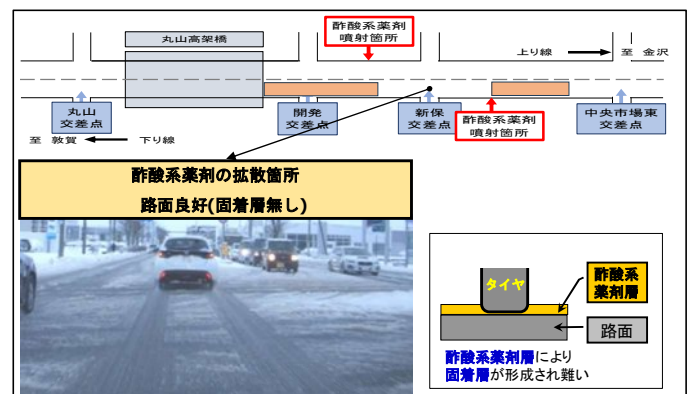 酢酸系薬剤
噴射箇所
丸山高架橋
上り線
至 金沢
丸山
交差点
開発
交差点
新保
交差点
酢酸系薬剤
噴射箇所
中央市場東
交差点
至 敦賀
下り線
酢酸系薬剤の拡散箇所
路面良好(固着層無し)
タイヤ
酢酸系
薬剤層
路面
酢酸系薬剤層により
固着層が形成され難い